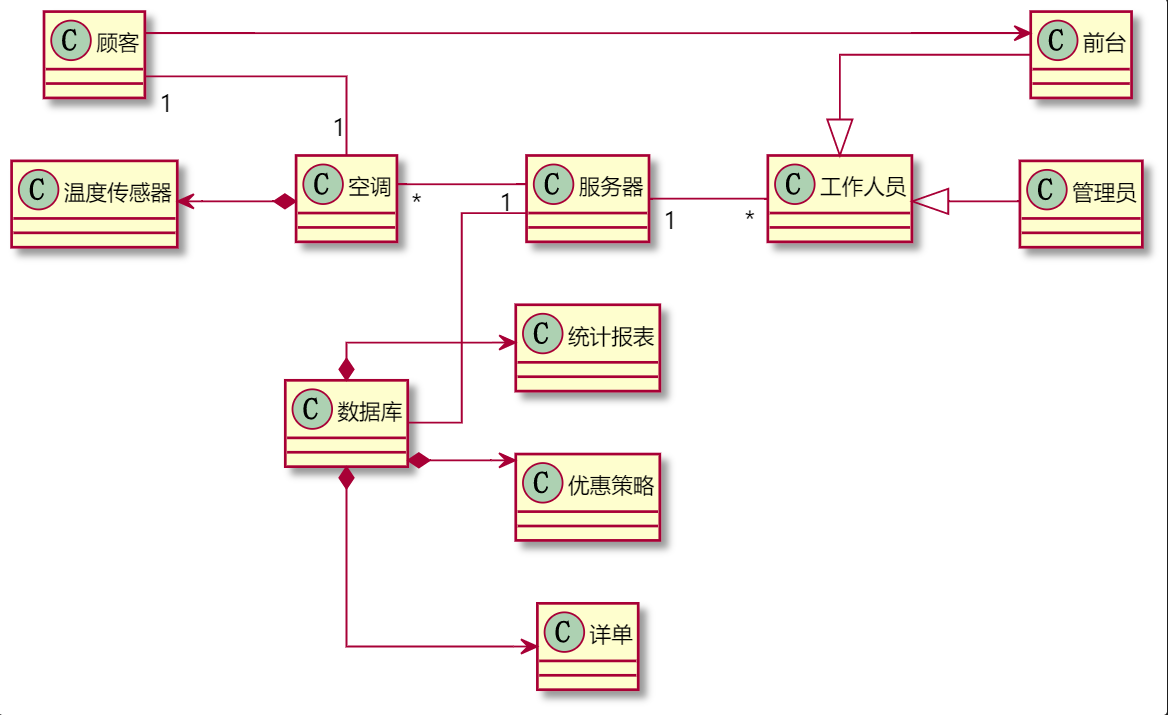 C 顾客
C 前台
1
1
C 温度传感器
C 空调
*
1
C 服务器
1
*
C 工作人员
C 管理员
C 统计报表
C 数据库
C 优惠策略
C 详单